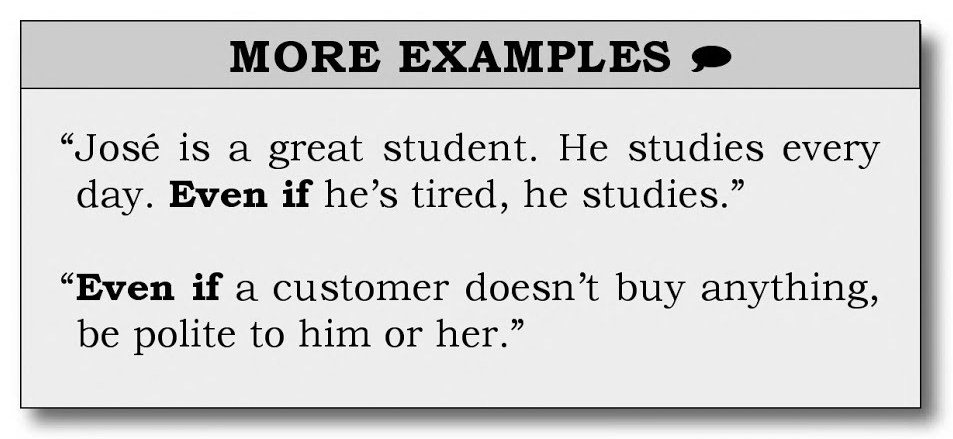 MORE EXAMPLES
“José is a great student. He studies every
day. Even if he’s tired, he studies.”
“Even if a customer doesn’t buy anything,
be polite to him or her.”